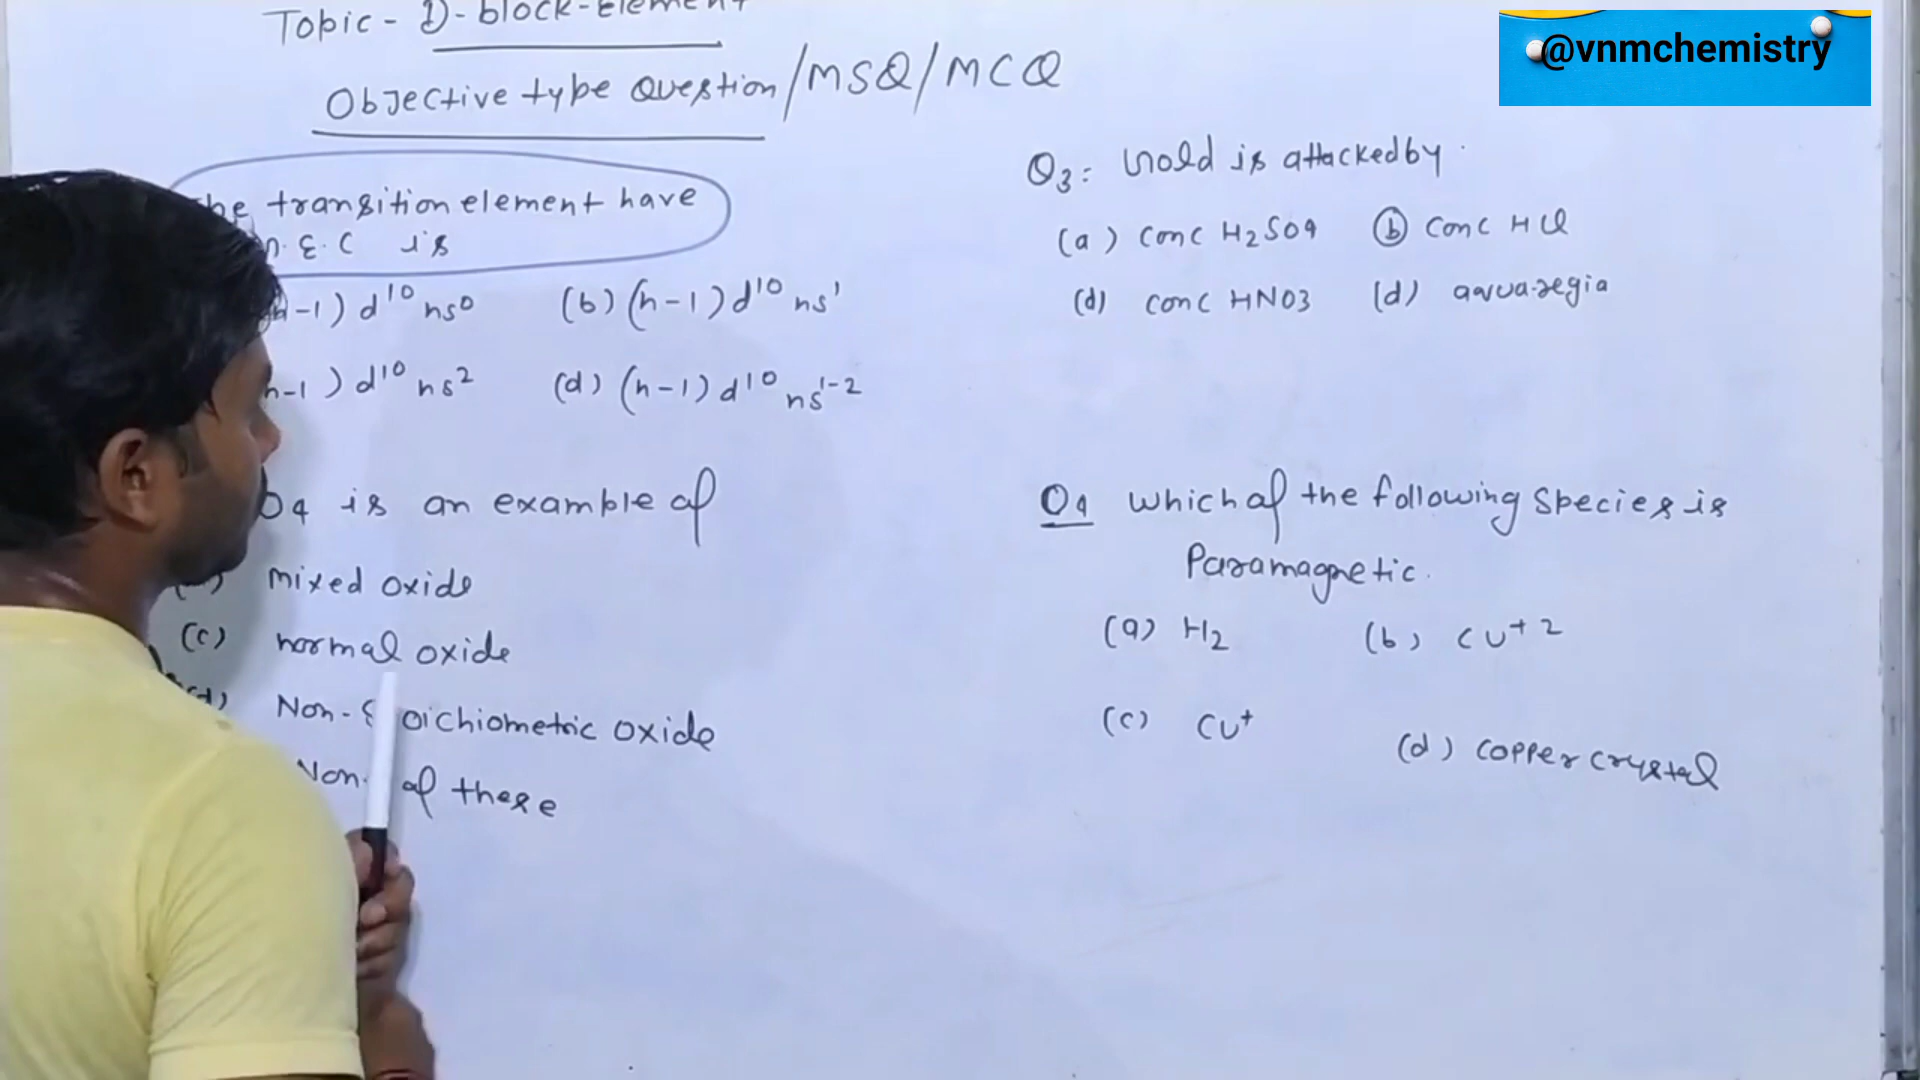 Topic - D-block-element
Objective type Question/MSQ/MCQ
@vnmchemistry
transition element have
n.E.C is
-1) d¹⁰ ns⁰ (b) (n-1) d¹⁰ ns¹
n-1) d¹⁰ ns² (d) (n-1) d¹⁰ ns¹⁻²
O4 is an example of
mixed oxide
(c) normal oxide
(d) Non- oichiometric oxide
Non- of these
Q3: Gold is attacked by
(a) conc H2SO4 (b) conc HCl
(d) conc HNO3 (d) aqua-regia
Q4 which of the following species is
Paramagnetic.
(a) H2 (b) Cu⁺²
(c) Cu⁺
(d) copper crystal